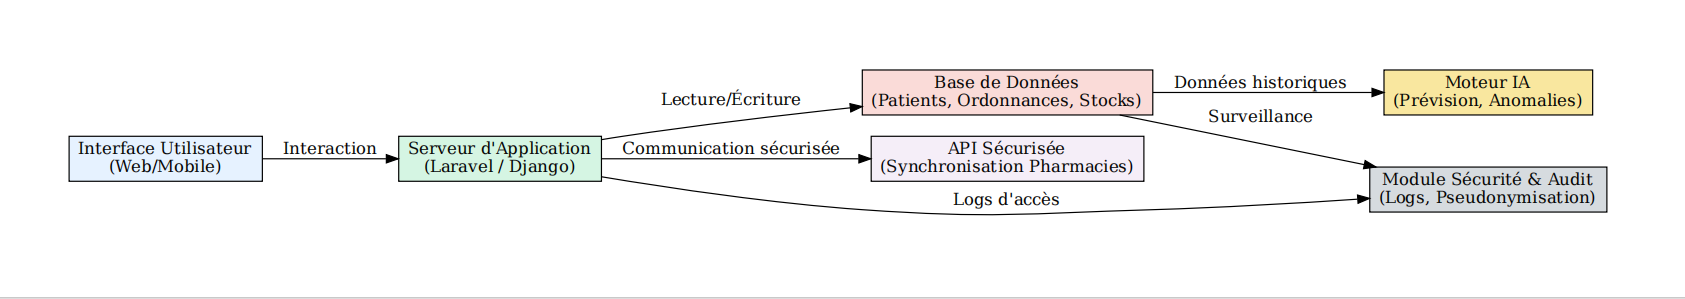 Interface Utilisateur
(Web/Mobile)
Interaction
Serveur d'Application
(Laravel / Django)
Lecture/Écriture
Communication sécurisée
Logs d'accès
Base de Données
(Patients, Ordonnances, Stocks)
API Sécurisée
(Synchronisation Pharmacies)
Données historiques
Surveillance
Moteur IA
(Prévision, Anomalies)
Module Sécurité & Audit
(Logs, Pseudonymisation)